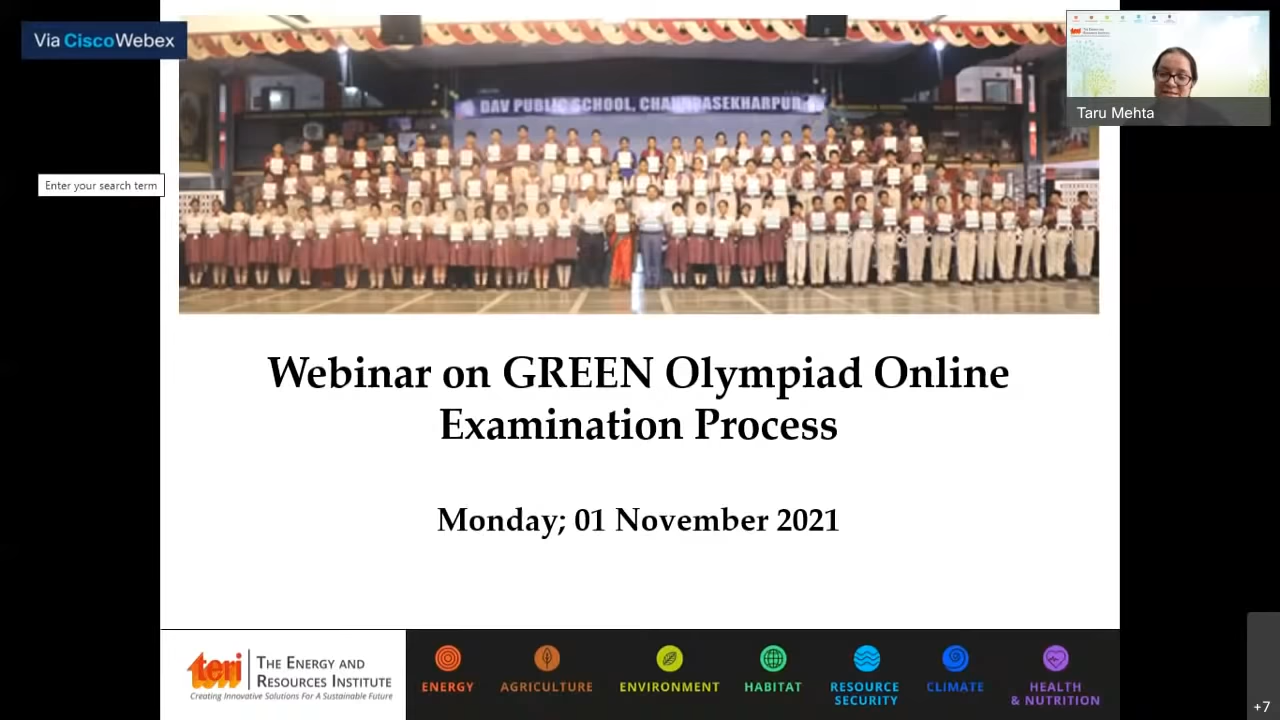 Via Cisco Webex
Taru Mehta
DAV PUBLIC SCHOOL, CHANDRASEKHARPUR
Enter your search term
Webinar on GREEN Olympiad Online
Examination Process
Monday; 01 November 2021
teri
THE ENERGY AND
RESOURCES INSTITUTE
Creating Innovative Solutions For A Sustainable Future
ENERGY
AGRICULTURE
ENVIRONMENT
HABITAT
RESOURCE
SECURITY
CLIMATE
HEALTH
& NUTRITION
+7